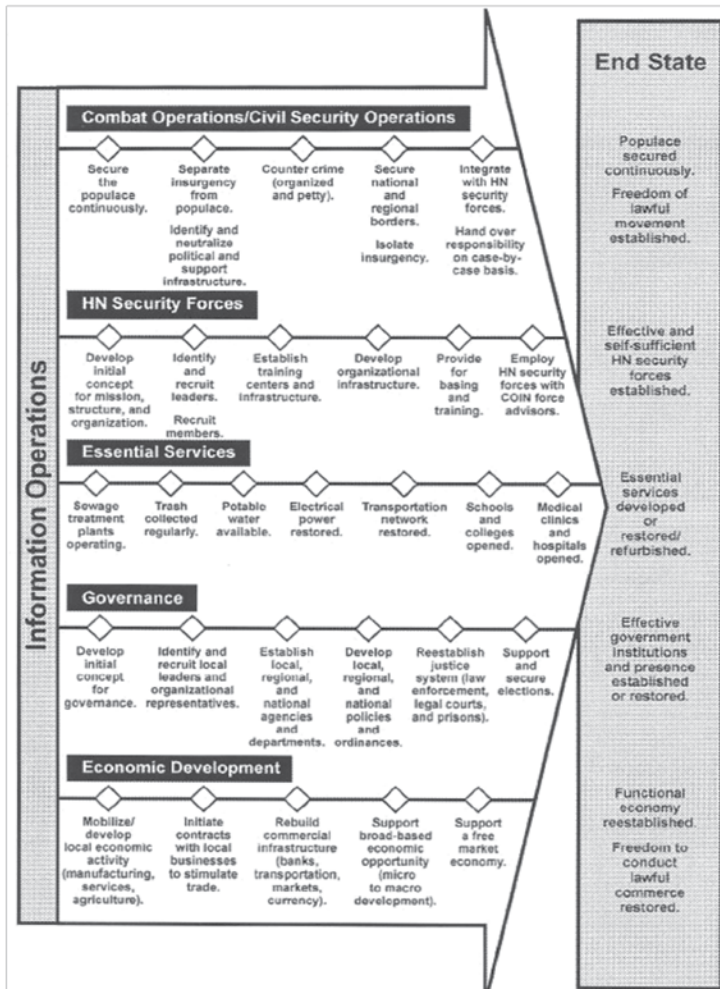 Information Operations
Combat Operations/Civil Security Operations
Secure
the
populace
continuously.
Separate
insurgency
from
populace.
Identify and
neutralize
political and
support
infrastructure.
Counter crime
(organized
and petty).
Secure
national
and
regional
borders.
Isolate
insurgency.
Integrate
with HN
security
forces.
Hand over
responsibility
on case-by-
case basis.
HN Security Forces
Develop
initial
concept
for mission,
structure, and
organization.
Identify
and
recruit
leaders.
Recruit
members.
Establish
training
centers and
infrastructure.
Develop
organizational
infrastructure.
Provide
for
basing
and
training.
Employ
HN security
forces with
COIN force
advisors.
Essential Services
Sewage
treatment
plants
operating.
Trash
collected
regularly.
Potable
water
available.
Electrical
power
restored.
Transportation
network
restored.
Schools
and
colleges
opened.
Medical
clinics
and
hospitals
opened.
Governance
Develop
initial
concept
for
governance.
Identify and
recruit local
leaders and
organizational
representatives.
Establish
local,
regional,
and
national
agencies
and
departments.
Develop
local,
regional,
and
national
policies
and
ordinances.
Reestablish
justice
system (law
enforcement,
legal courts,
and prisons).
Support
and
secure
elections.
Economic Development
Mobilize/
develop
local economic
activity
(manufacturing,
services,
agriculture).
Initiate
contracts
with local
businesses
to stimulate
trade.
Rebuild
commercial
infrastructure
(banks,
transportation,
markets,
currency).
Support
broad-based
economic
opportunity
(micro
to macro
development).
Support
a free
market
economy.
End State
Populace
secured
continuously.
Freedom of
lawful
movement
established.
Effective and
self-sufficient
HN security
forces
established.
Essential
services
developed
or
restored/
refurbished.
Effective
government
institutions
and presence
established
or restored.
Functional
economy
reestablished.
Freedom to
conduct
lawful
commerce
restored.